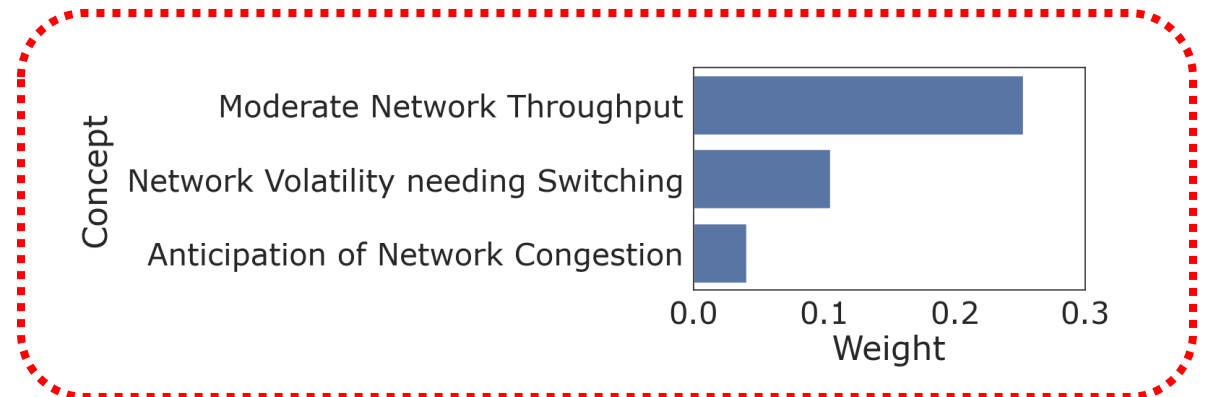 Concept
Moderate Network Throughput
Network Volatility needing Switching
Anticipation of Network Congestion
0.0 0.1 0.2 0.3
Weight